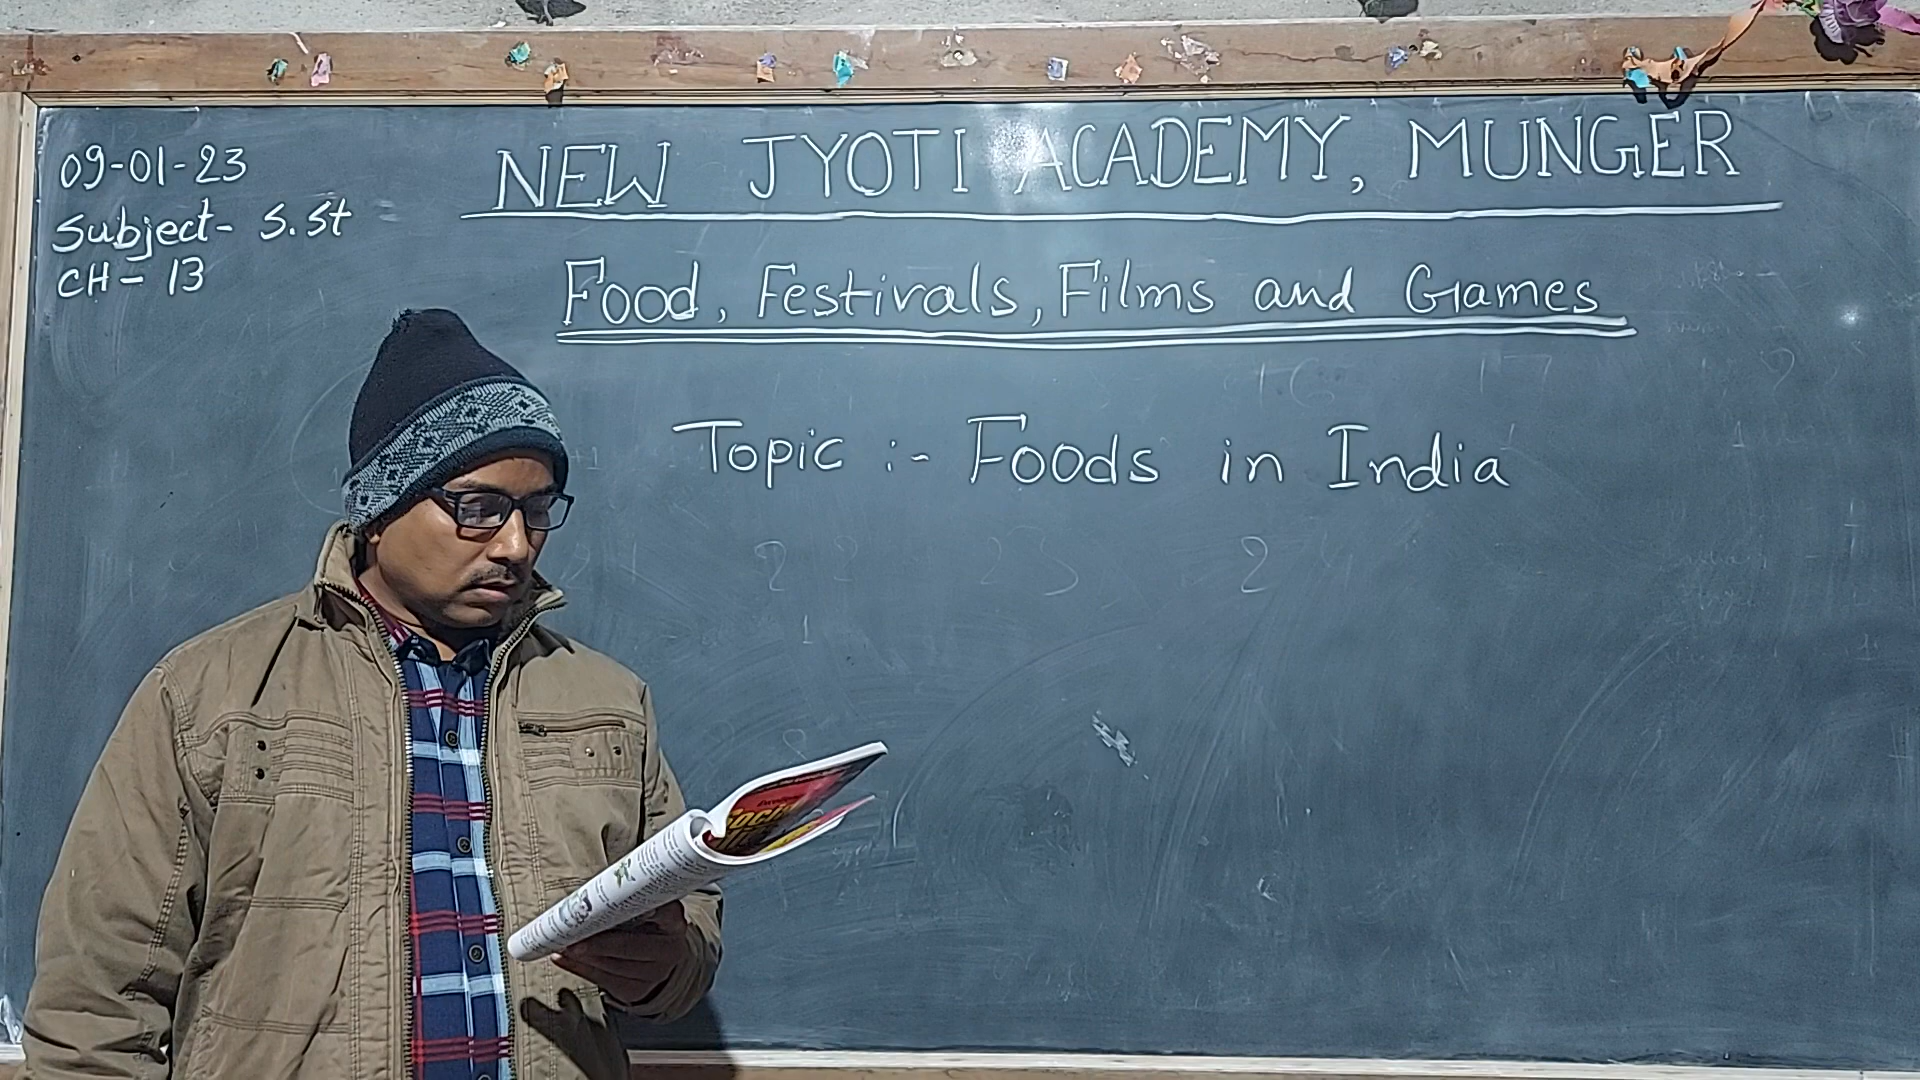 09-01-23
Subject- S.St
CH- 13
NEW JYOTI ACADEMY, MUNGER
Food, Festivals, Films and Games
Topic :- Foods in India